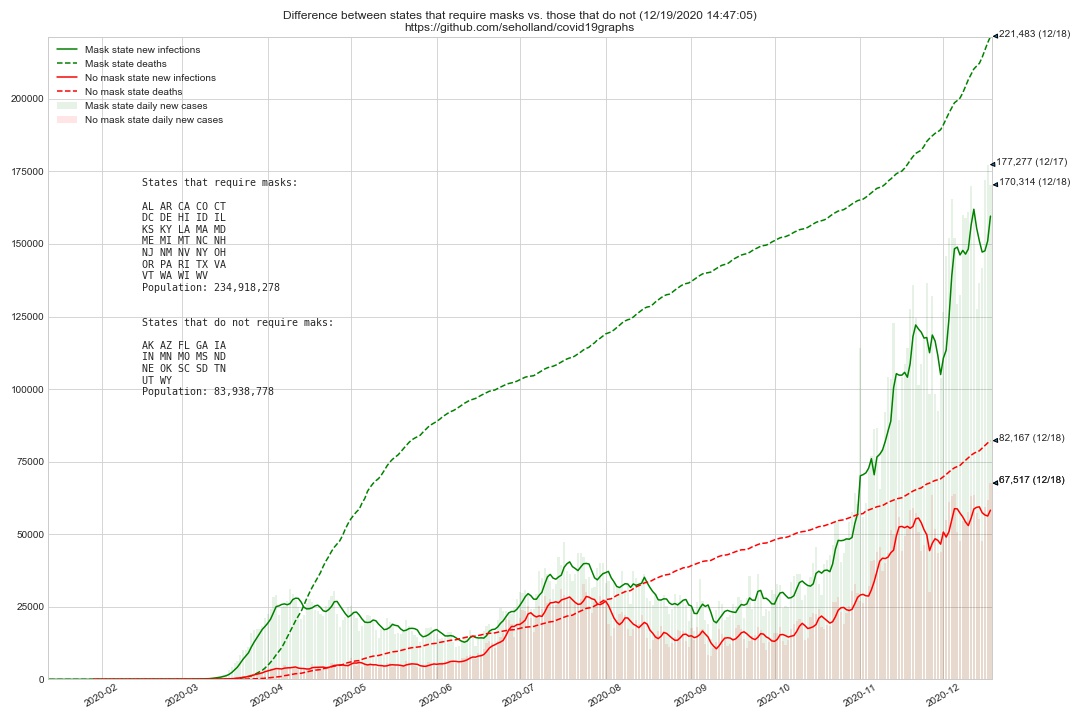 Difference between states that require masks vs. those that do not (12/19/2020 14:47:05)
https://github.com/seholland/covid19graphs
Mask state new infections
Mask state deaths
No mask state new infections
No mask state deaths
Mask state daily new cases
No mask state daily new cases
States that require masks:
AL AR CA CO CT
DC DE HI ID IL
KS KY LA MA MD
ME MI MT NC NH
NJ NM NV NY OH
OR PA RI TX VA
VT WA WI WV
Population: 234,918,278
States that do not require maks:
AK AZ FL GA IA
IN MN MO MS ND
NE OK SC SD TN
UT WY
Population: 83,938,778
221,483 (12/18)
177,277 (12/17)
170,314 (12/18)
82,167 (12/18)
67,517 (12/18)
200000
175000
150000
125000
100000
75000
50000
25000
0
2020-02
2020-03
2020-04
2020-05
2020-06
2020-07
2020-08
2020-09
2020-10
2020-11
2020-12